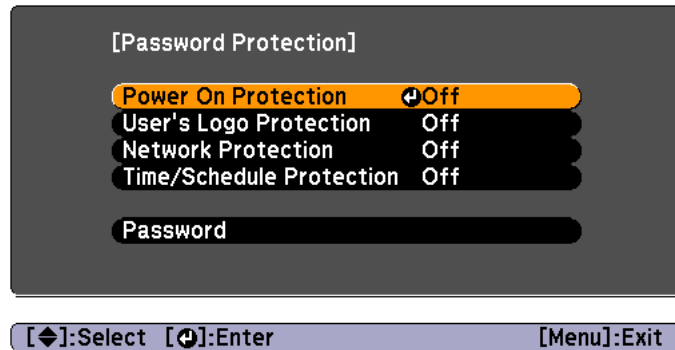 [Password Protection]
Power On Protection Off
User's Logo Protection Off
Network Protection Off
Time/Schedule Protection Off
Password
[◆]:Select [↵]:Enter [Menu]:Exit